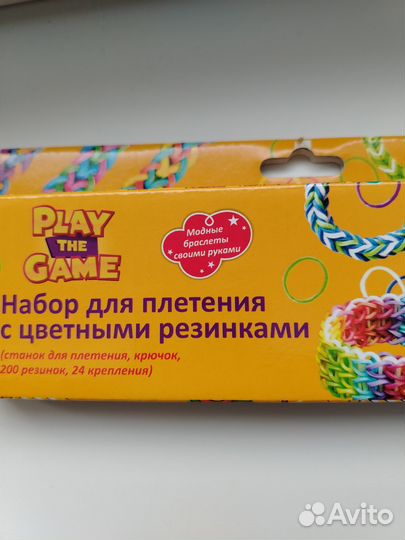 PLAY
THE
GAME
Модные
браслеты
своими руками
Набор для плетения
с цветными резинками
(станок для плетения, крючок,
200 резинок, 24 крепления)
Avito